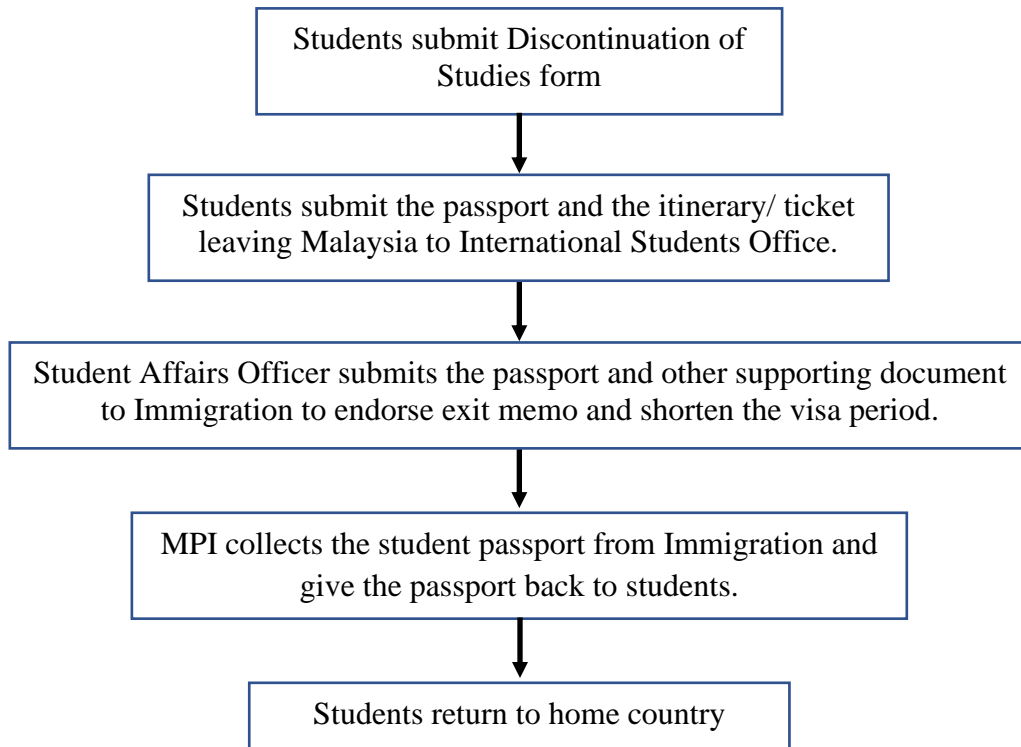 Students submit Discontinuation of
Studies form
Students submit the passport and the itinerary/ ticket
leaving Malaysia to International Students Office.
Student Affairs Officer submits the passport and other supporting document
to Immigration to endorse exit memo and shorten the visa period.
MPI collects the student passport from Immigration and
give the passport back to students.
Students return to home country